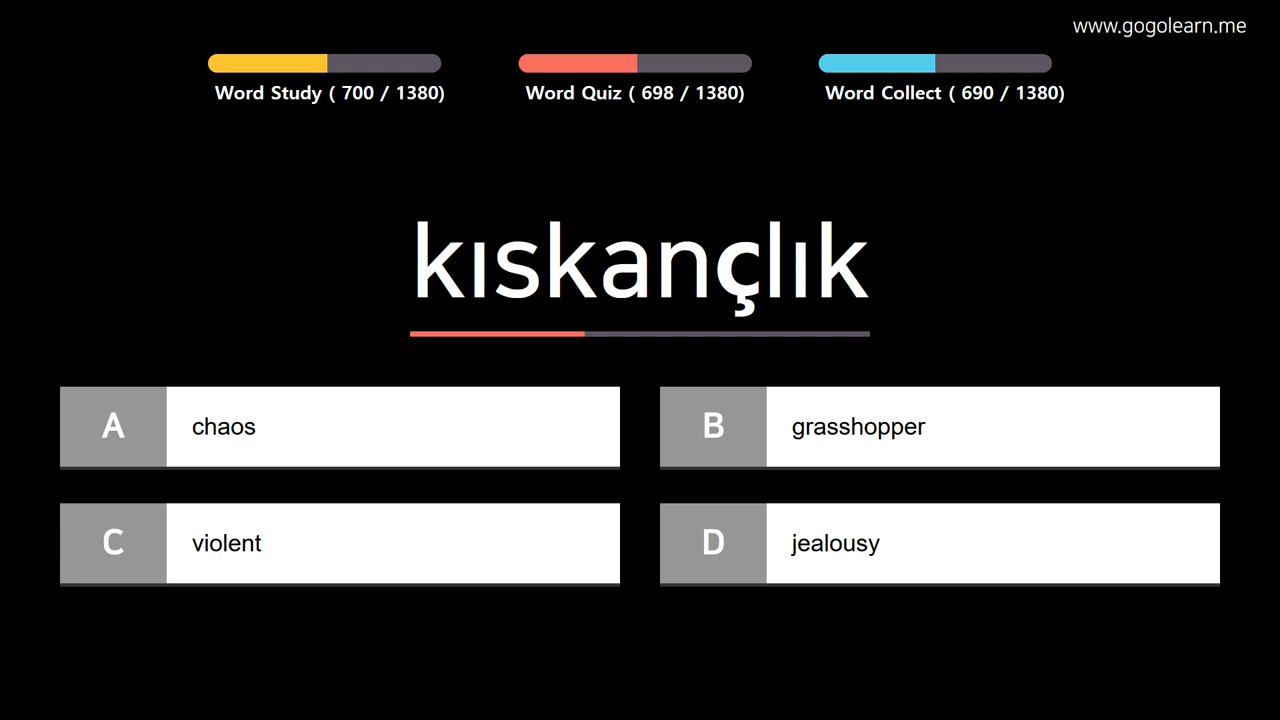 www.gogolearn.me
Word Study ( 700 / 1380)
Word Quiz ( 698 / 1380)
Word Collect ( 690 / 1380)
kıskançlık
A chaos
B grasshopper
C violent
D jealousy